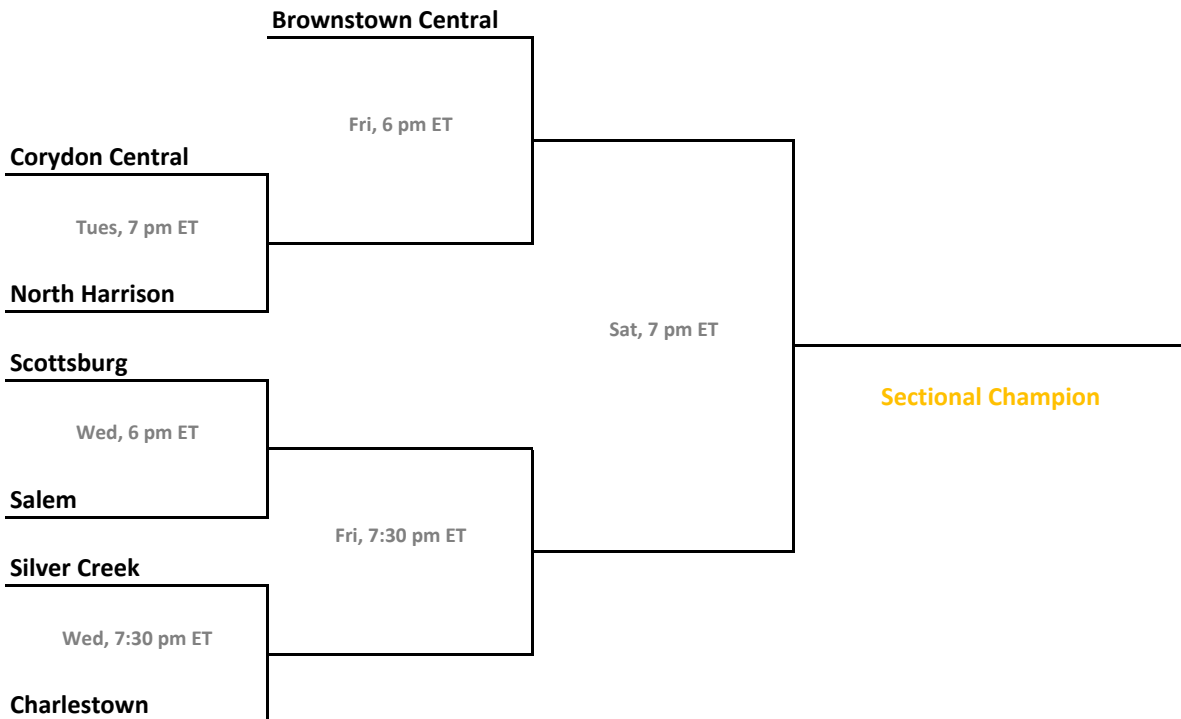 Brownstown Central
Fri, 6 pm ET
Corydon Central
Tues, 7 pm ET
North Harrison
Sat, 7 pm ET
Scottsburg
Sectional Champion
Wed, 6 pm ET
Salem
Fri, 7:30 pm ET
Silver Creek
Wed, 7:30 pm ET
Charlestown